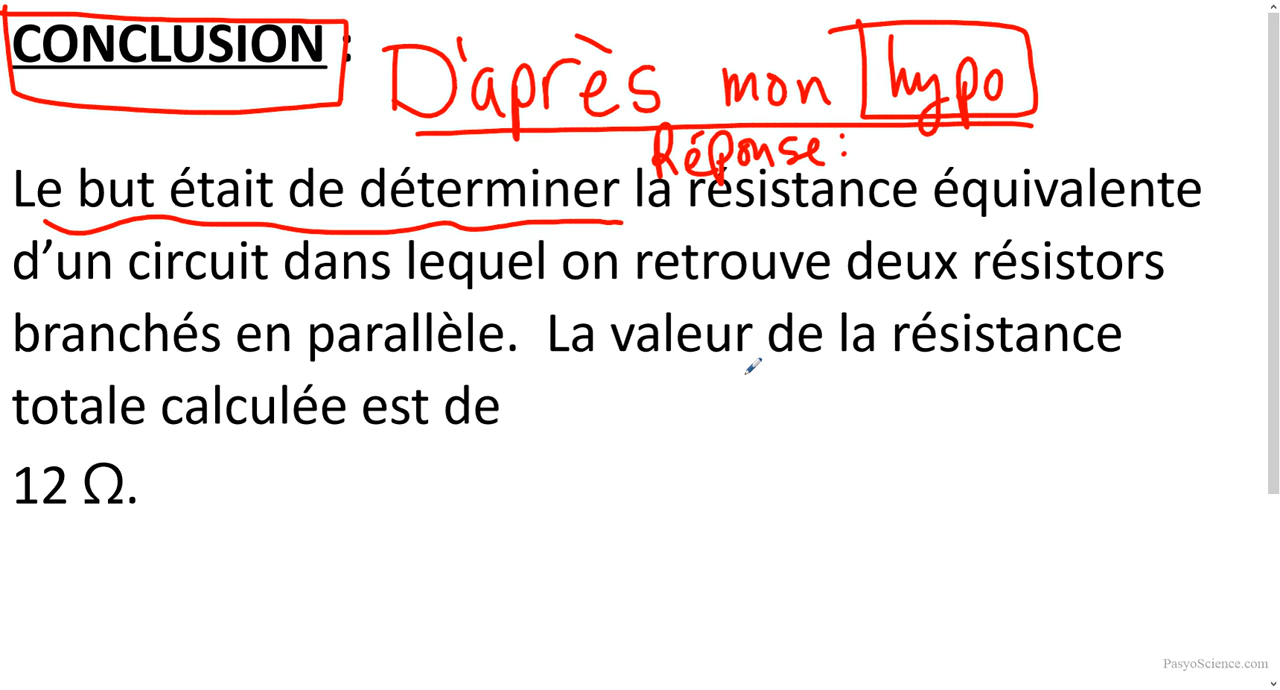 CONCLUSION : D'après mon hypo
Réponse:
Le but était de déterminer la résistance équivalente
d’un circuit dans lequel on retrouve deux résistors
branchés en parallèle. La valeur de la résistance
totale calculée est de
12 Ω.
PasyoScience.com